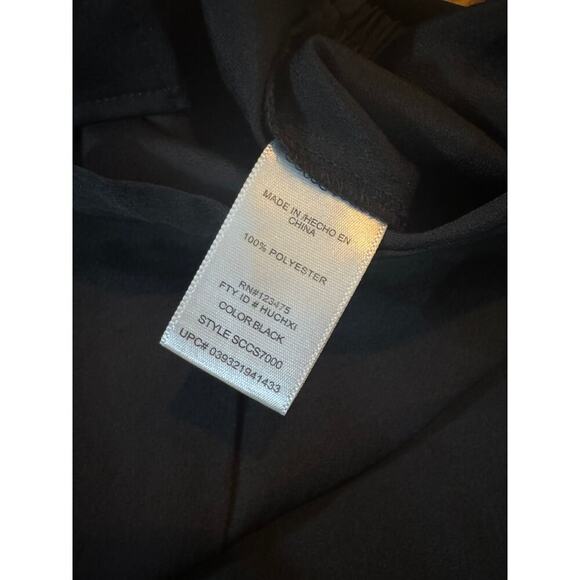 MADE IN /HECHO EN
CHINA
100% POLYESTER
RN#123475
FTY ID # HUCHXI
COLOR BLACK
STYLE SCCS7000
UPC# 039321941433